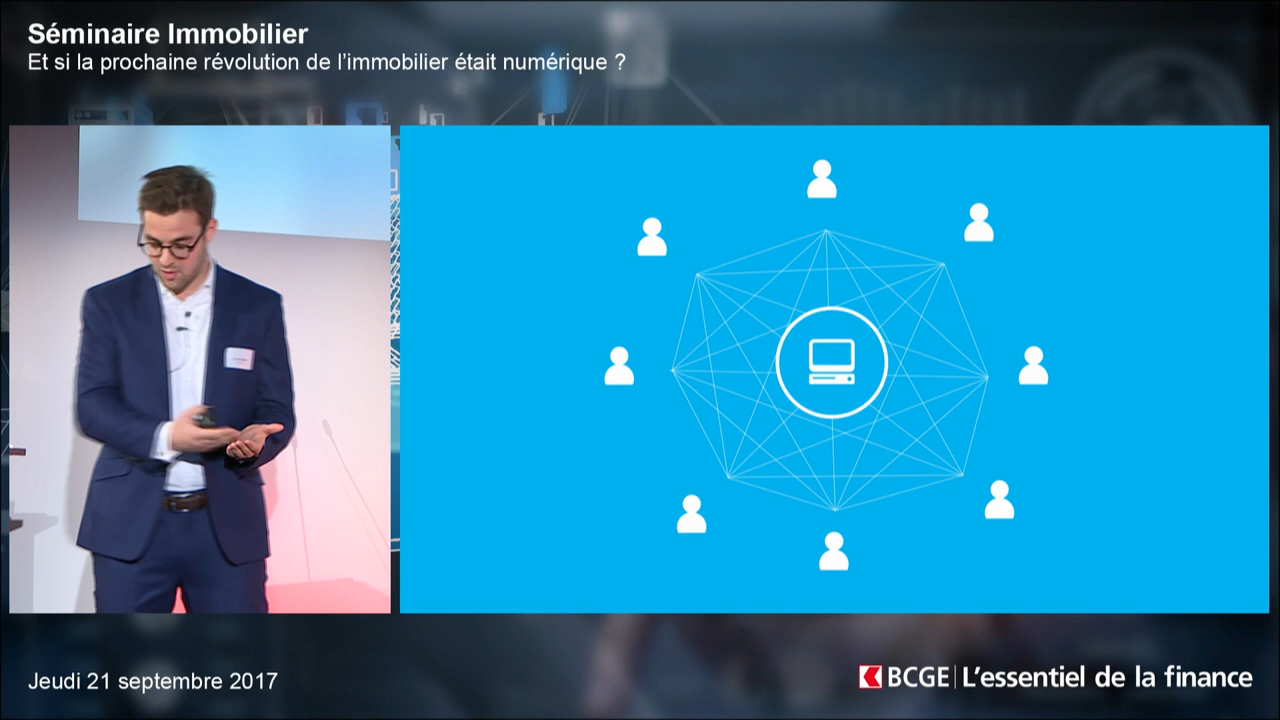 Séminaire Immobilier
Et si la prochaine révolution de l’immobilier était numérique ?
Jeudi 21 septembre 2017
BCGE L’essentiel de la finance